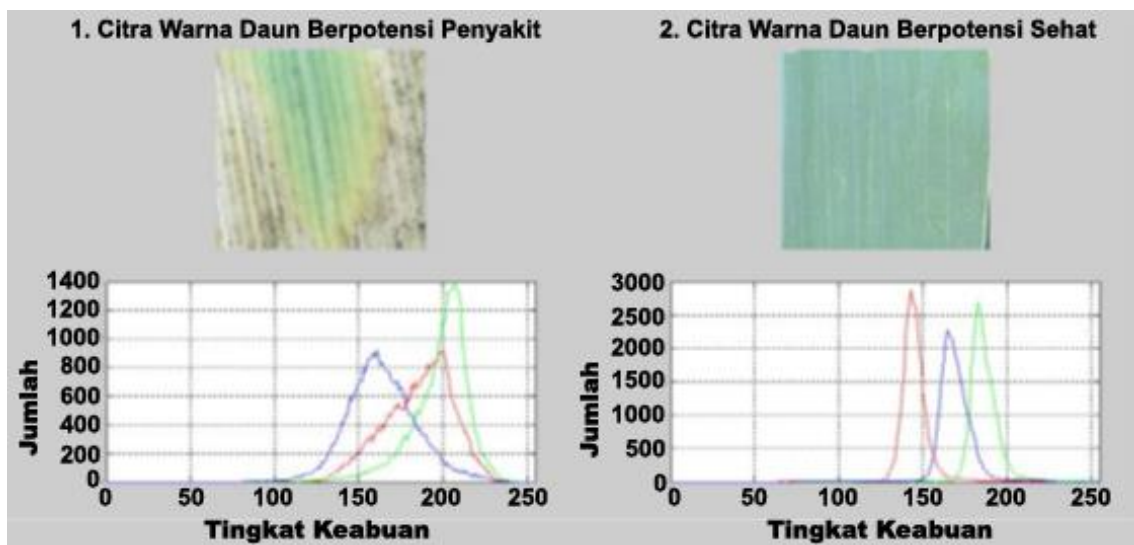 1. Citra Warna Daun Berpotensi Penyakit
2. Citra Warna Daun Berpotensi Sehat
1400
1200
1000
800
600
400
200
0
Jumlah
0 50 100 150 200 250
Tingkat Keabuan
3000
2500
2000
1500
1000
500
0
Jumlah
0 50 100 150 200 250
Tingkat Keabuan